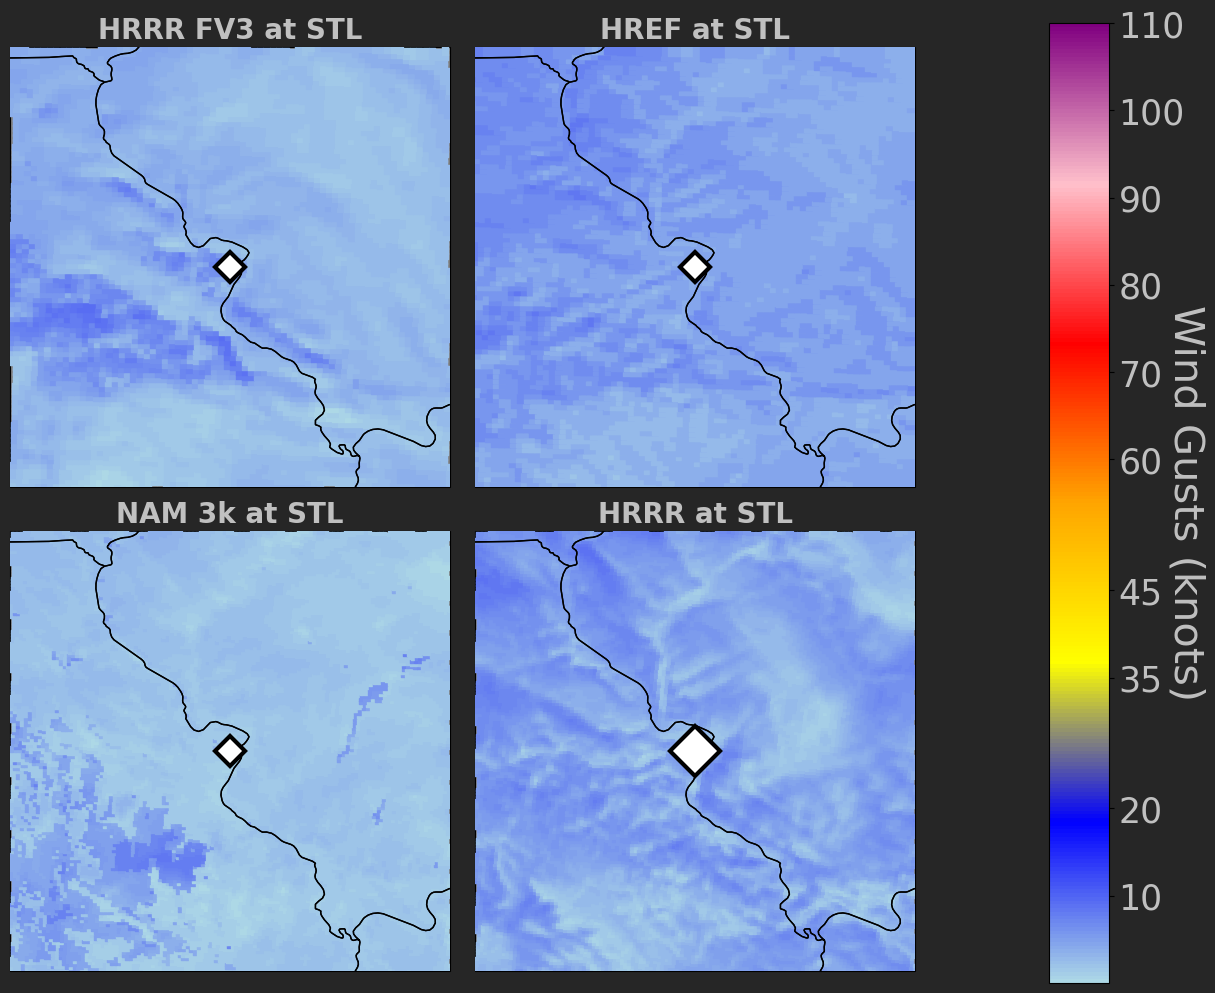 HRRR FV3 at STL
HREF at STL
NAM 3k at STL
HRRR at STL
110
100
90
80
70
60
45
35
20
10
Wind Gusts (knots)